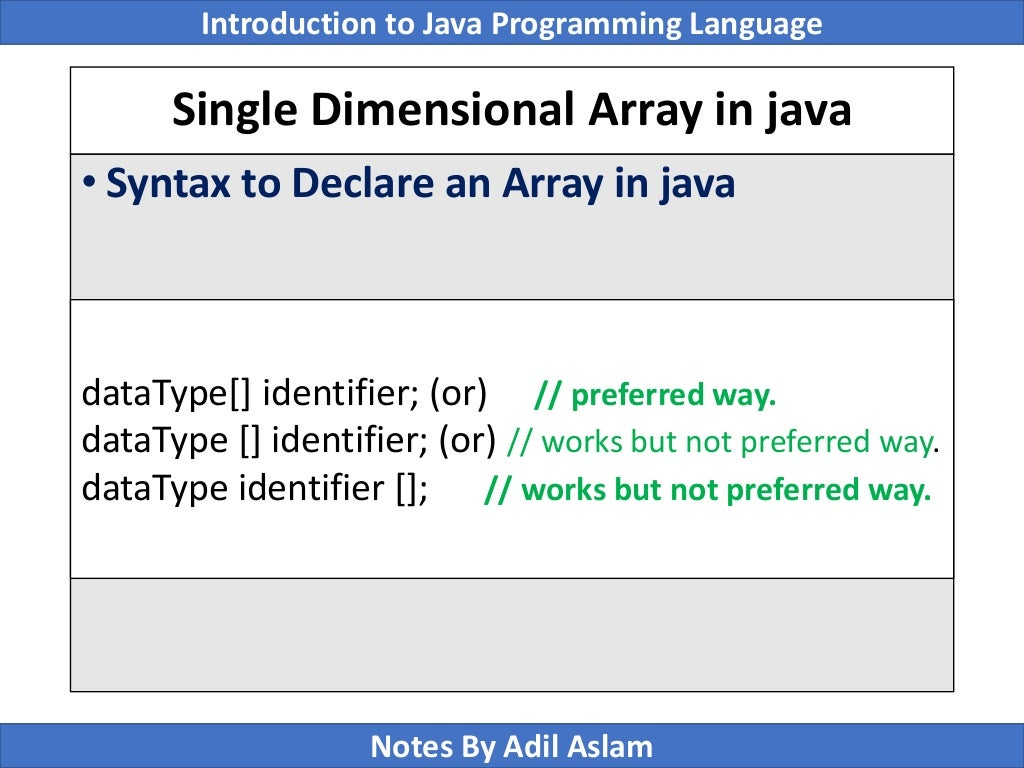 Introduction to Java Programming Language
Single Dimensional Array in java
• Syntax to Declare an Array in java
dataType[] identifier; (or) // preferred way.
dataType [] identifier; (or) // works but not preferred way.
dataType identifier []; // works but not preferred way.
Notes By Adil Aslam